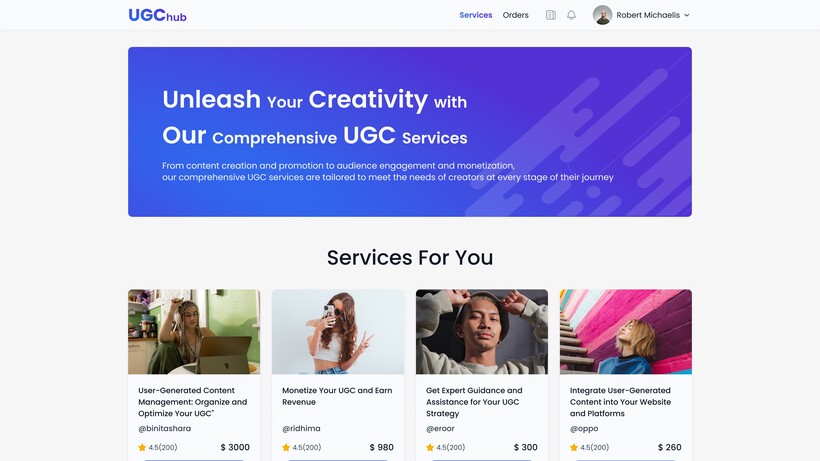 UGChub
Services Orders Robert Michaelis
Unleash Your Creativity with
Our Comprehensive UGC Services
From content creation and promotion to audience engagement and monetization,
our comprehensive UGC services are tailored to meet the needs of creators at every stage of their journey
Services For You
User-Generated Content
Management: Organize and
Optimize Your UGC"
@binitashara
4.5(200) $ 3000
Monetize Your UGC and Earn
Revenue
@ridhima
4.5(200) $ 980
Get Expert Guidance and
Assistance for Your UGC
Strategy
@eroor
4.5(200) $ 300
Integrate User-Generated
Content into Your Website
and Platforms
@oppo
4.5(200) $ 260